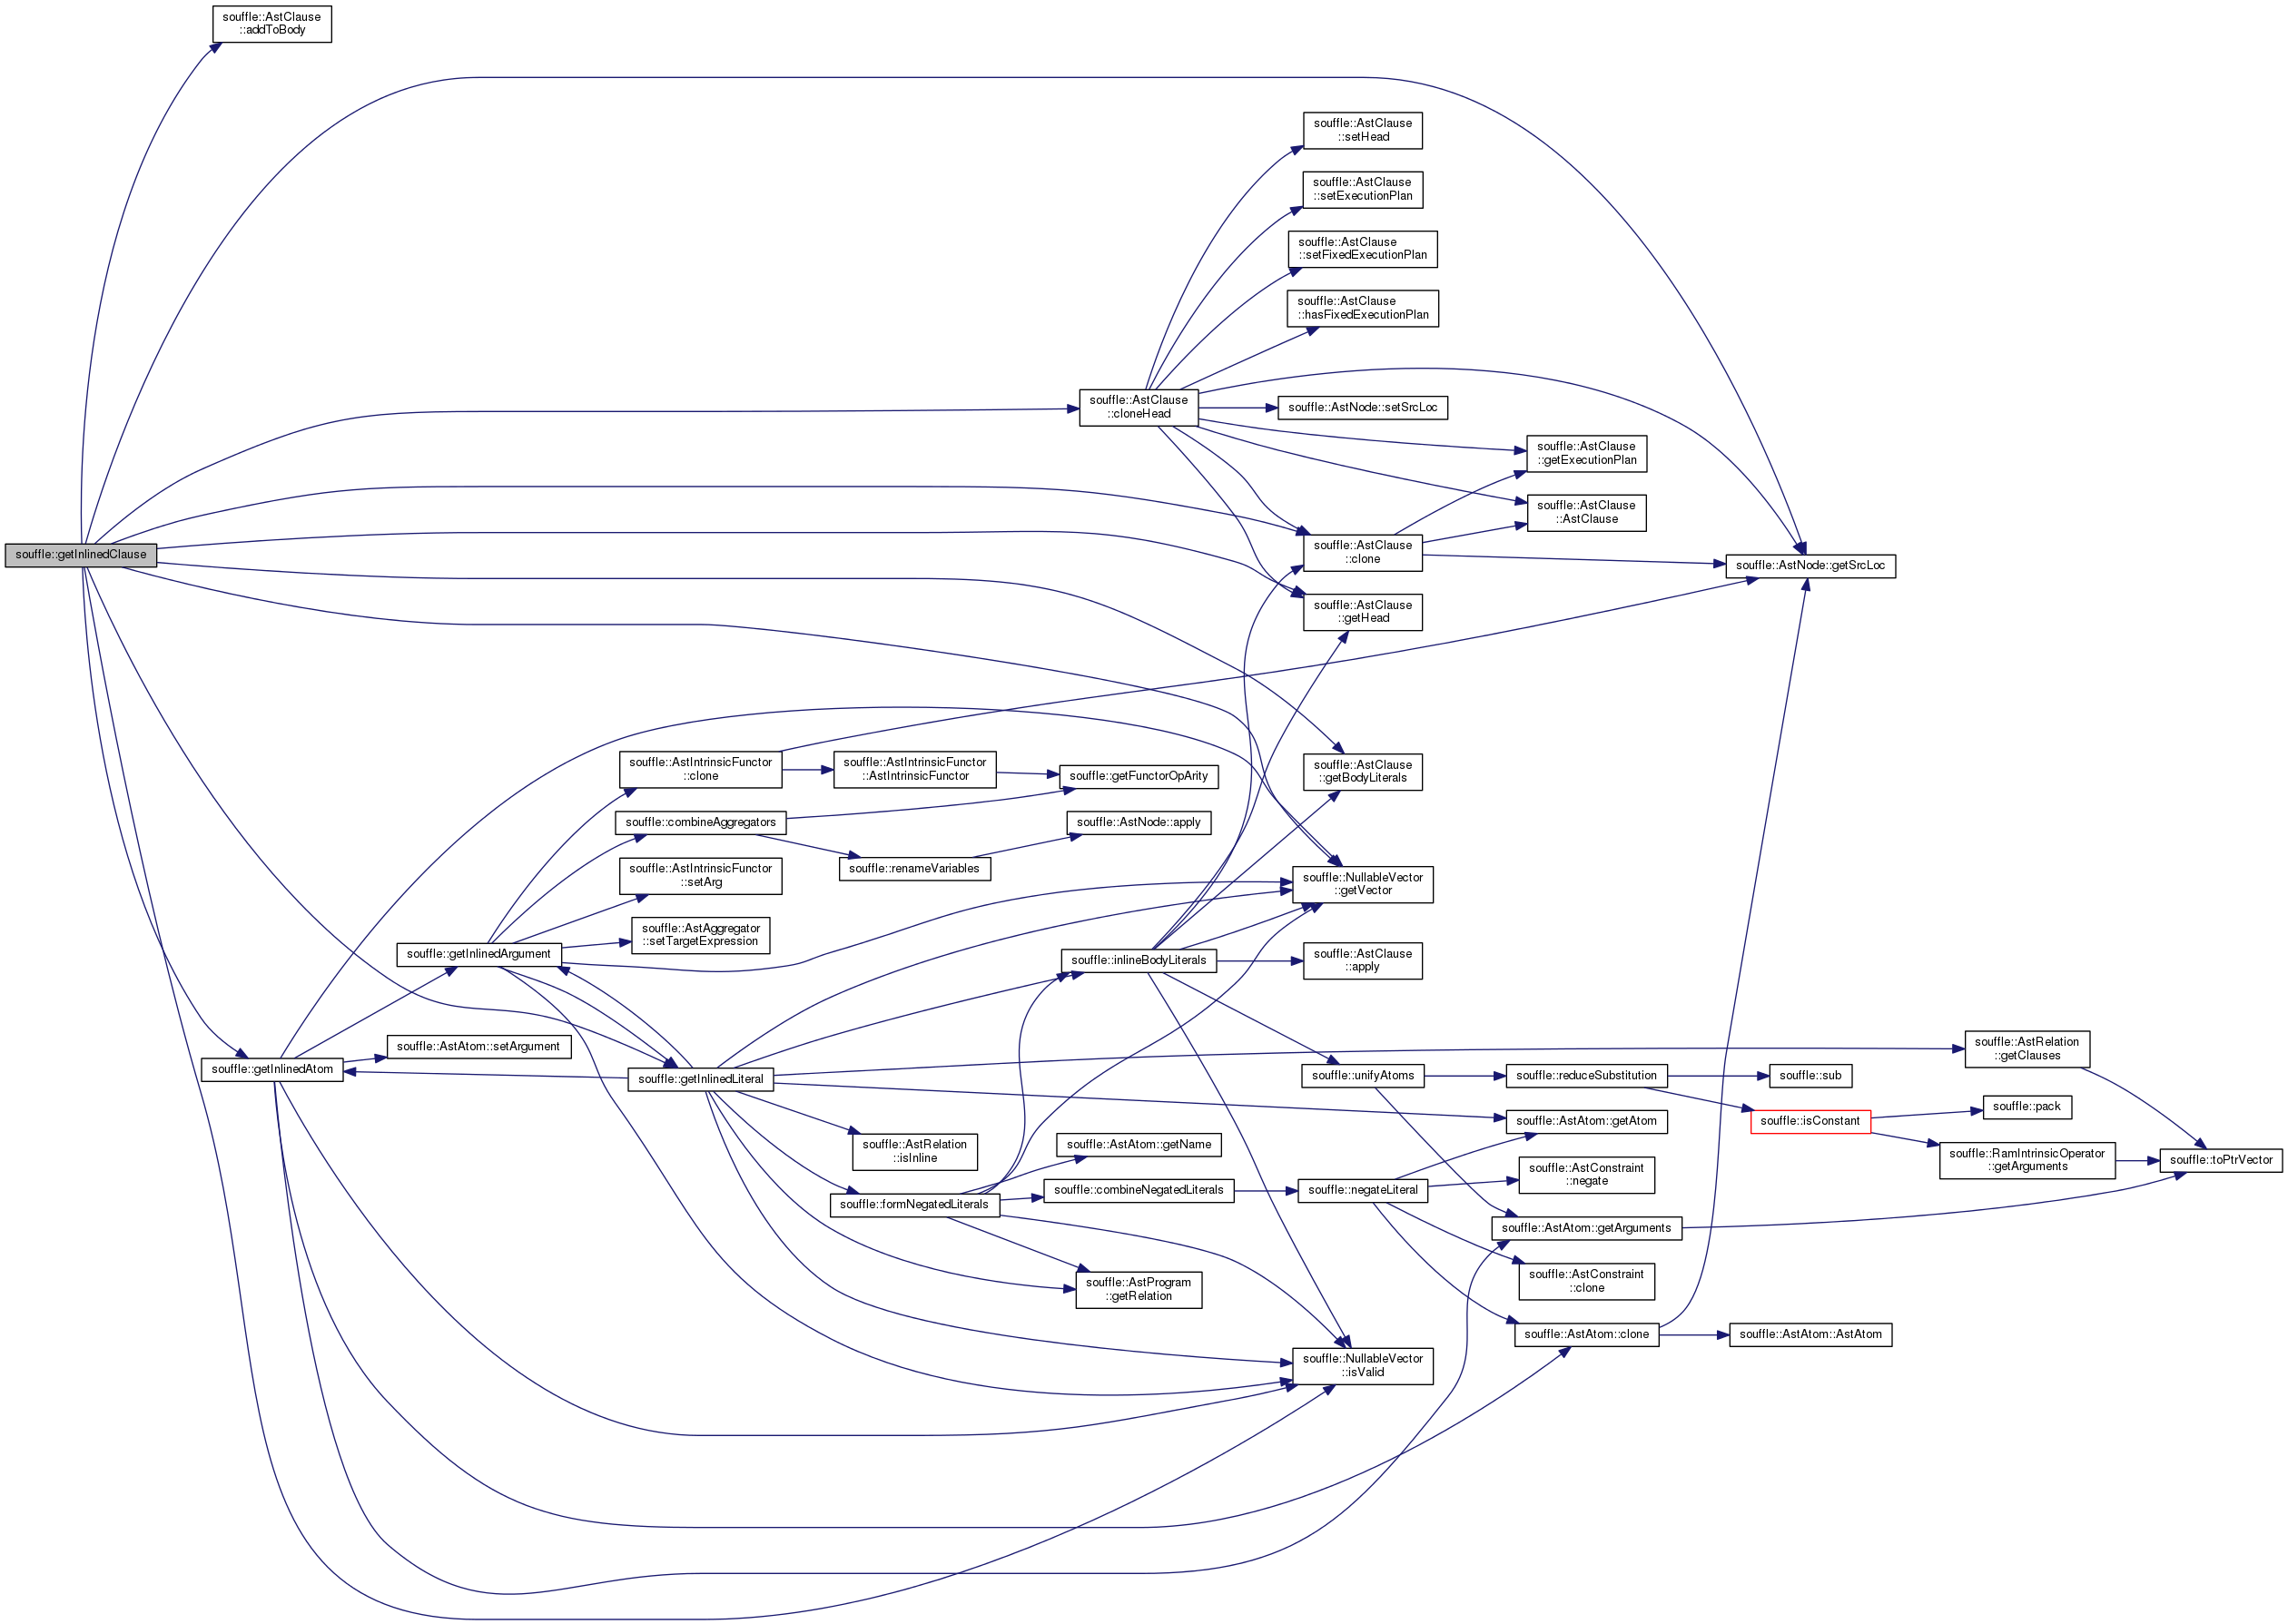 souffle::AstClause
::addToBody
souffle::AstClause
::setHead
souffle::AstClause
::setExecutionPlan
souffle::AstClause
::setFixedExecutionPlan
souffle::AstClause
::hasFixedExecutionPlan
souffle::AstClause
::cloneHead
souffle::AstNode::setSrcLoc
souffle::AstClause
::getExecutionPlan
souffle::AstClause
::AstClause
souffle::getInlinedClause
souffle::AstClause
::clone
souffle::AstNode::getSrcLoc
souffle::AstClause
::getHead
souffle::AstIntrinsicFunctor
::clone
souffle::AstIntrinsicFunctor
::AstIntrinsicFunctor
souffle::getFunctorOpArity
souffle::AstClause
::getBodyLiterals
souffle::combineAggregators
souffle::AstNode::apply
souffle::renameVariables
souffle::AstIntrinsicFunctor
::setArg
souffle::NullableVector
::getVector
souffle::AstAggregator
::setTargetExpression
souffle::getInlinedArgument
souffle::inlineBodyLiterals
souffle::AstClause
::apply
souffle::AstAtom::setArgument
souffle::getInlinedAtom
souffle::getInlinedLiteral
souffle::unifyAtoms
souffle::reduceSubstitution
souffle::sub
souffle::AstRelation
::getClauses
souffle::isConstant
souffle::pack
souffle::AstAtom::getAtom
souffle::AstRelation
::isInline
souffle::AstAtom::getName
souffle::RamIntrinsicOperator
::getArguments
souffle::toPtrVector
souffle::formNegatedLiterals
souffle::combineNegatedLiterals
souffle::negateLiteral
souffle::AstConstraint
::negate
souffle::AstAtom::getArguments
souffle::AstProgram
::getRelation
souffle::AstConstraint
::clone
souffle::NullableVector
::isValid
souffle::AstAtom::clone
souffle::AstAtom::AstAtom